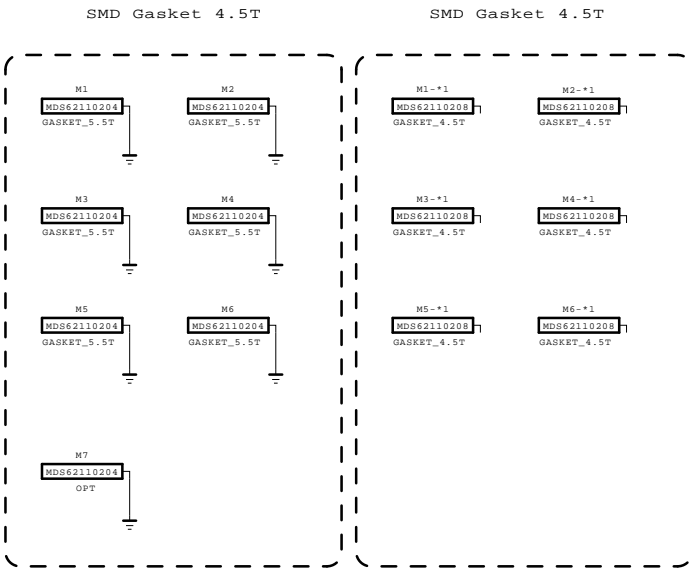 SMD Gasket 4.5T
SMD Gasket 4.5T
M1
MDS62110204
GASKET_5.5T
M2
MDS62110204
GASKET_5.5T
M1-*1
MDS62110208
GASKET_4.5T
M2-*1
MDS62110208
GASKET_4.5T
M3
MDS62110204
GASKET_5.5T
M4
MDS62110204
GASKET_5.5T
M3-*1
MDS62110208
GASKET_4.5T
M4-*1
MDS62110208
GASKET_4.5T
M5
MDS62110204
GASKET_5.5T
M6
MDS62110204
GASKET_5.5T
M5-*1
MDS62110208
GASKET_4.5T
M6-*1
MDS62110208
GASKET_4.5T
M7
MDS62110204
OPT